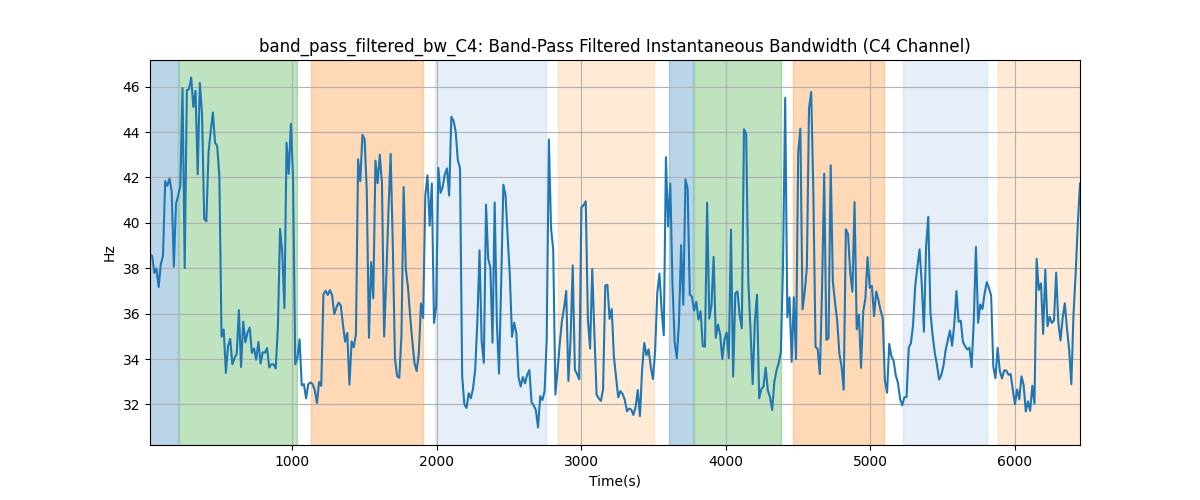 band_pass_filtered_bw_C4: Band-Pass Filtered Instantaneous Bandwidth (C4 Channel)
46
44
42
40
38
36
34
32
Hz
1000 2000 3000 4000 5000 6000
Time(s)